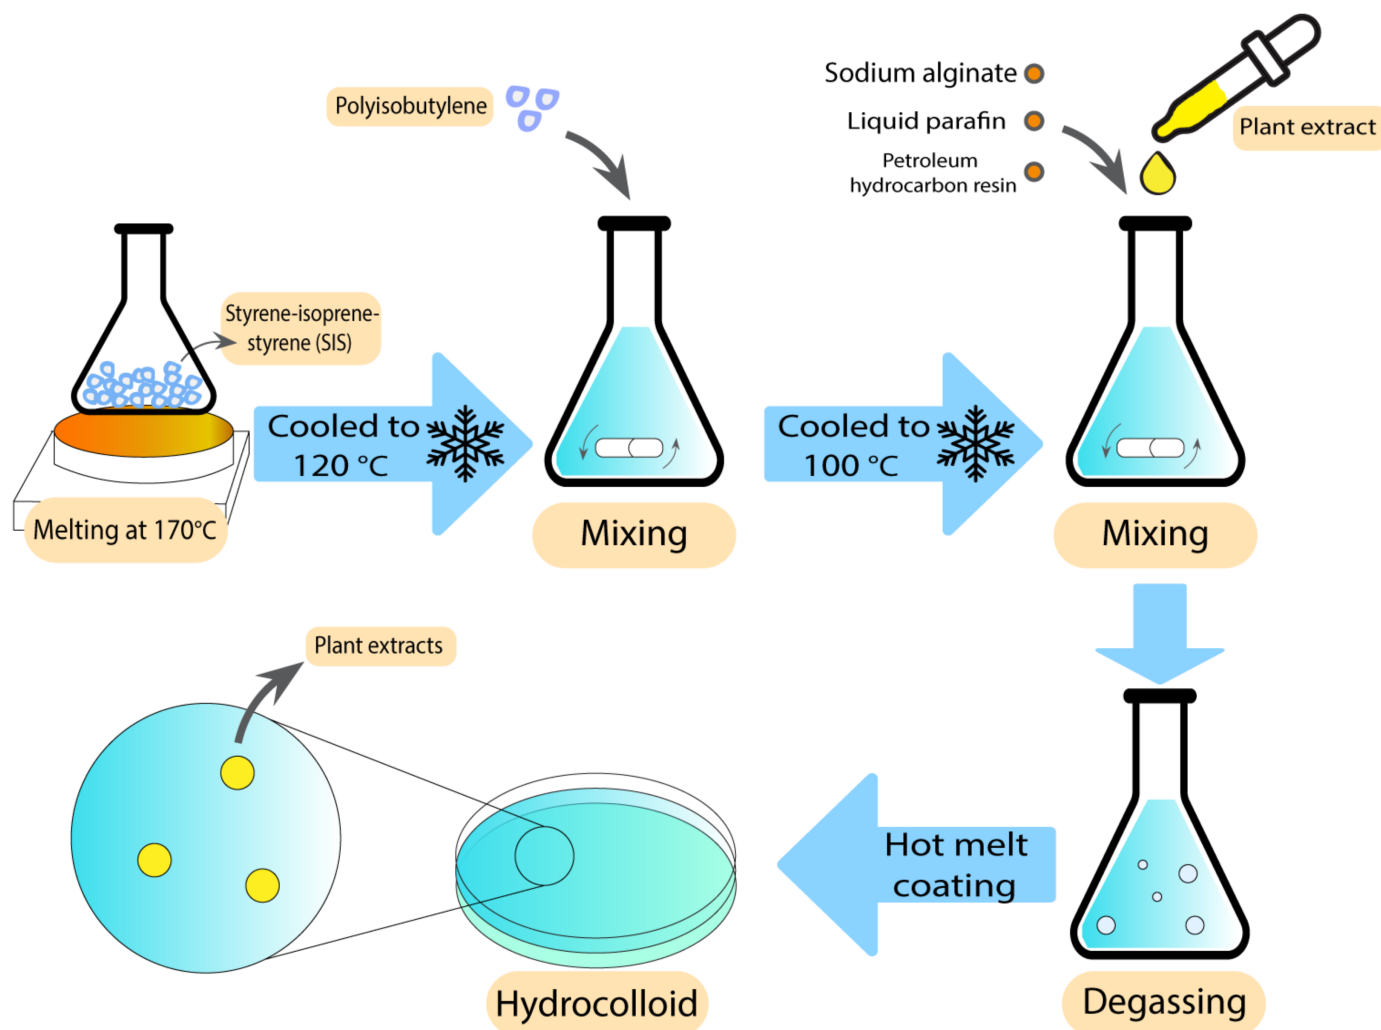 Polyisobutylene
Sodium alginate
Liquid parafin
Petroleum
hydrocarbon resin
Plant extract
Styrene-isoprene-
styrene (SIS)
Melting at 170°C
Cooled to
120 °C
Mixing
Cooled to
100 °C
Mixing
Plant extracts
Hot melt
coating
Hydrocolloid
Degassing